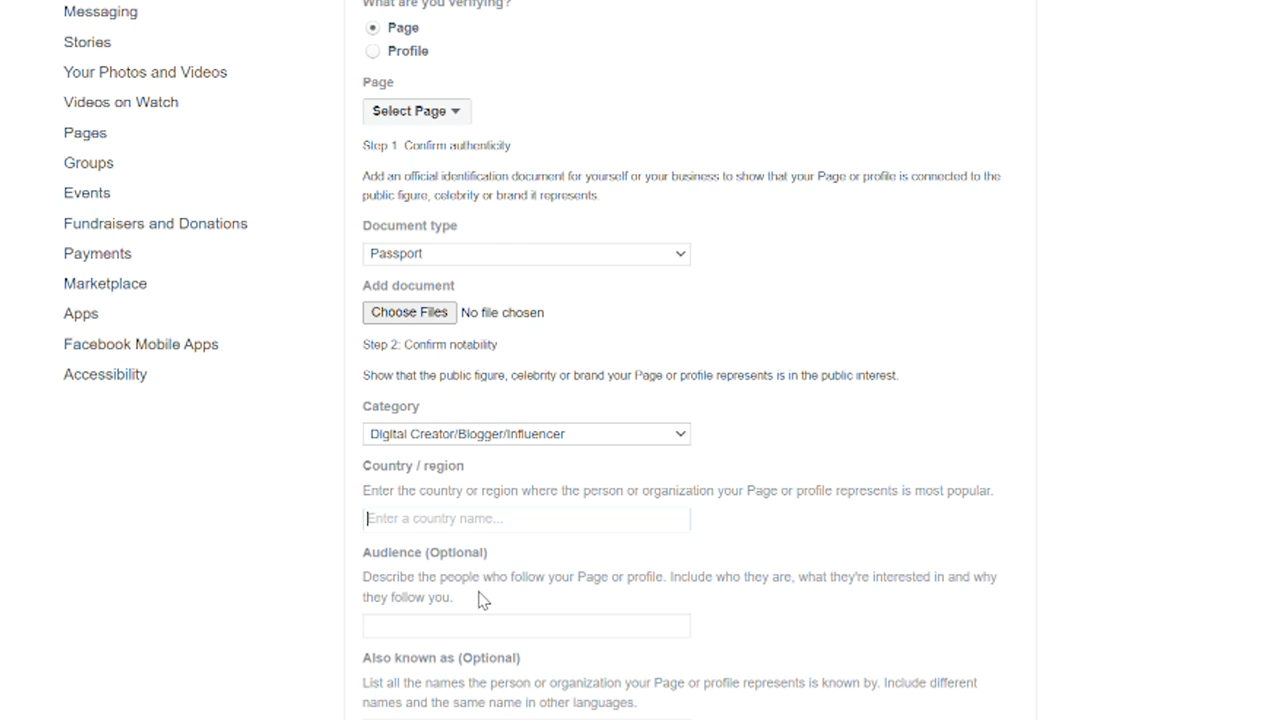 Messaging
Stories
Your Photos and Videos
Videos on Watch
Pages
Groups
Events
Fundraisers and Donations
Payments
Marketplace
Apps
Facebook Mobile Apps
Accessibility
What are you verifying?
Page
Profile
Page
Select Page
Step 1. Confirm authenticity
Add an official identification document for yourself or your business to show that your Page or profile is connected to the
public figure, celebrity or brand it represents.
Document type
Passport
Add document
Choose Files No file chosen
Step 2: Confirm notability
Show that the public figure, celebrity or brand your Page or profile represents is in the public interest.
Category
Digital Creator/Blogger/Influencer
Country / region
Enter the country or region where the person or organization your Page or profile represents is most popular.
Enter a country name...
Audience (Optional)
Describe the people who follow your Page or profile. Include who they are, what they're interested in and why
they follow you.
Also known as (Optional)
List all the names the person or organization your Page or profile represents is known by. Include different
names and the same name in other languages.